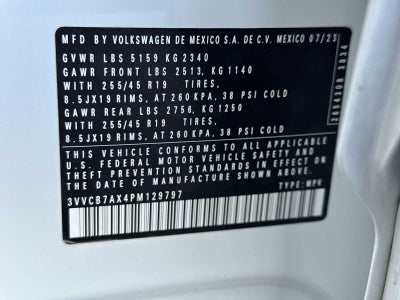 MFD. BY VOLKSWAGEN DE MEXICO S.A. DE C.V. MEXICO 07/23
GVWR LBS 5159 KG 2340
GAWR FRONT LBS 2513, KG 1140
WITH 255/45 R19 TIRES,
8.5JX19 RIMS, AT 260 KPA, 38 PSI COLD
GAWR REAR LBS 2756, KG 1250
WITH 255/45 R19 TIRES,
8.5JX19 RIMS, AT 260 KPA, 38 PSI COLD
THIS VEHICLE CONFORMS TO ALL APPLICABLE
U.S. FEDERAL MOTOR VEHICLE SAFETY AND
THEFT PREVENTION STANDARDS IN EFFECT ON THE
DATE OF MANUFACTURE SHOWN ABOVE.
3VVCB7AX4PM129797 TYPE: MPV
3034